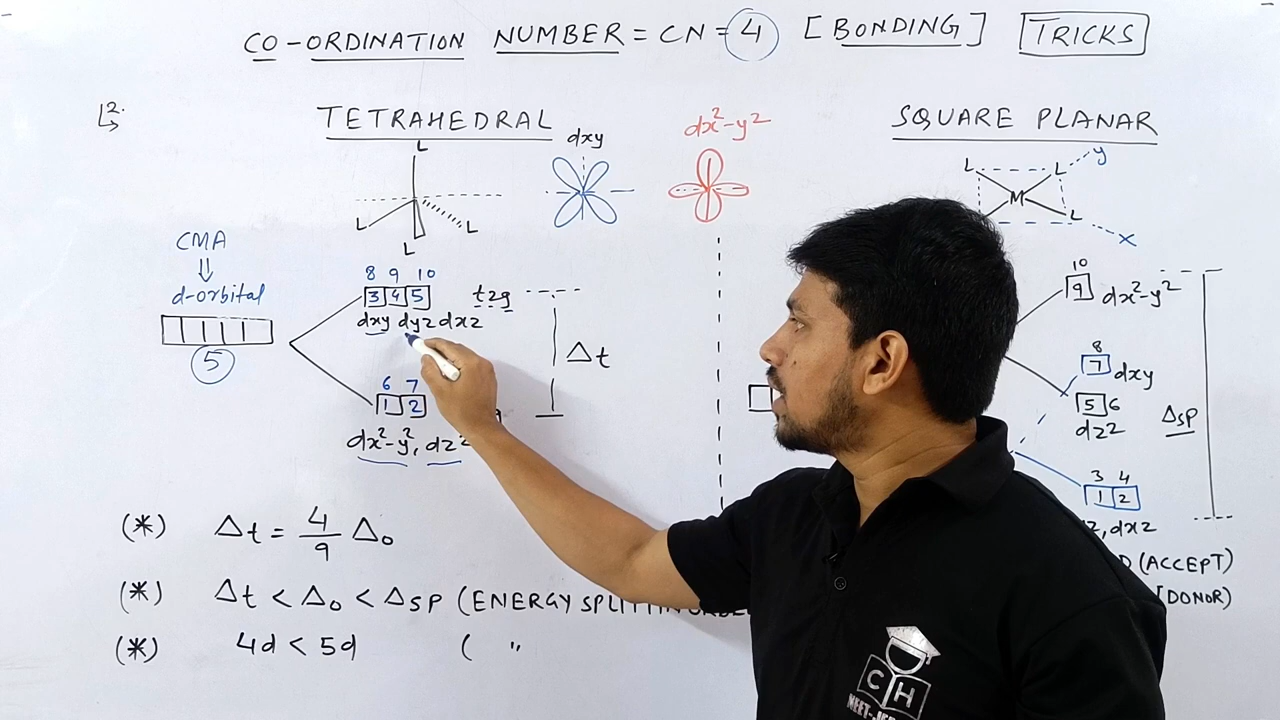 CO-ORDINATION NUMBER = CN = 4 [BONDING] TRICKS
2.
TETRAHEDRAL
L
L
L
L
dxy
dx²-y²
CMA
d-orbital
5
8 9 10
3 4 5
t2g
dxy dyz dxz
Δt
6 7
1 2
dx²-y², dz²
SQUARE PLANAR
L L y
M
L
x
10
9
dx²-y²
8
7
dxy
5 6
dz²
Δsp
3 4
1 2
, dxz
(*) Δt = 4/9 Δo
(*) Δt < Δo < Δsp (ENERGY
(*) 4d < 5d ( "
(ACCEPT)
DONOR)
CH